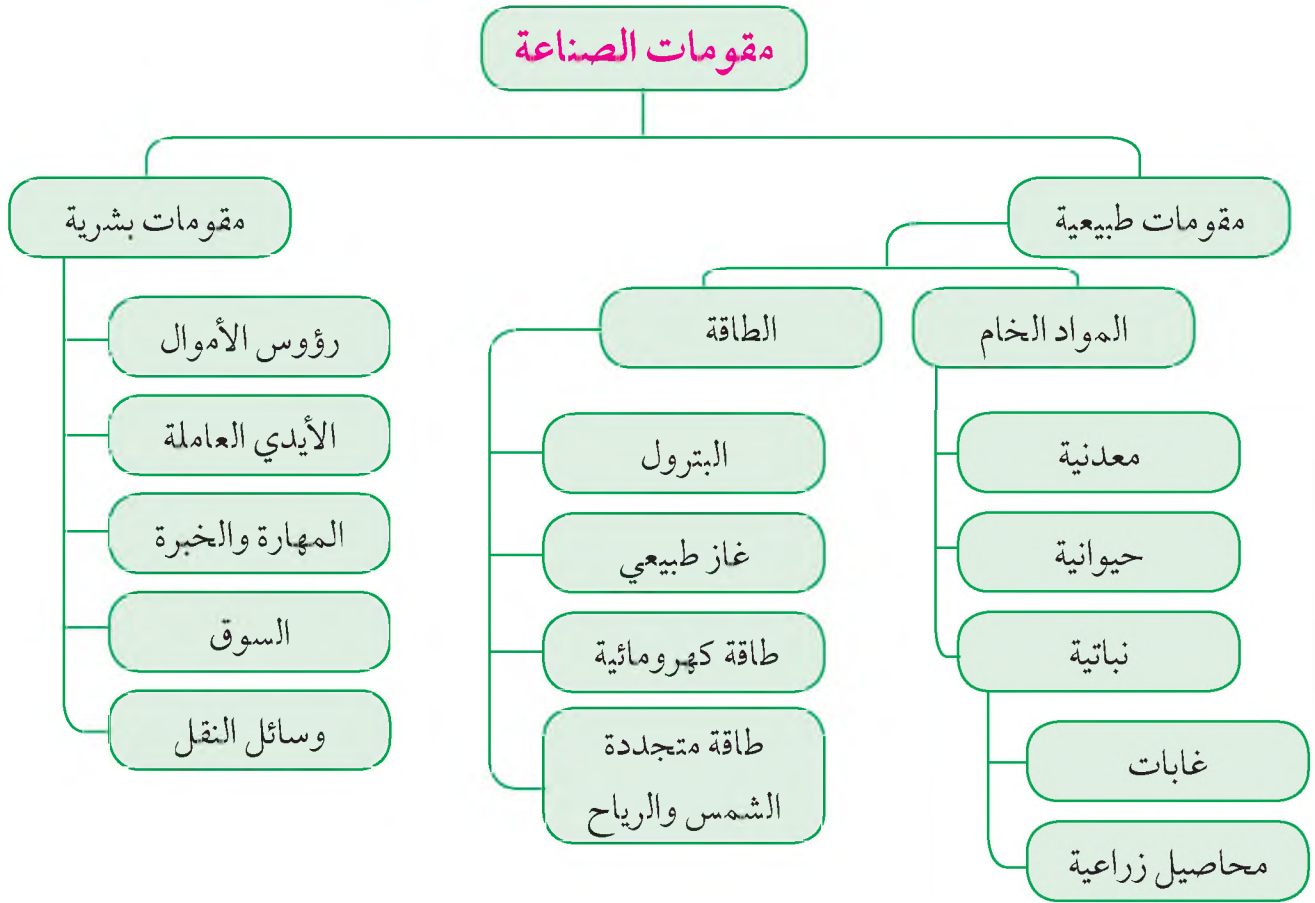 مقومات الصناعة
مقومات طبيعية
المواد الخام
معدنية
حيوانية
نباتية
غابات
محاصيل زراعية
الطاقة
البترول
غاز طبيعي
طاقة كهرومائية
طاقة متجددة
الشمس والرياح
مقومات بشرية
رؤوس الأموال
الأيدي العاملة
المهارة والخبرة
السوق
وسائل النقل